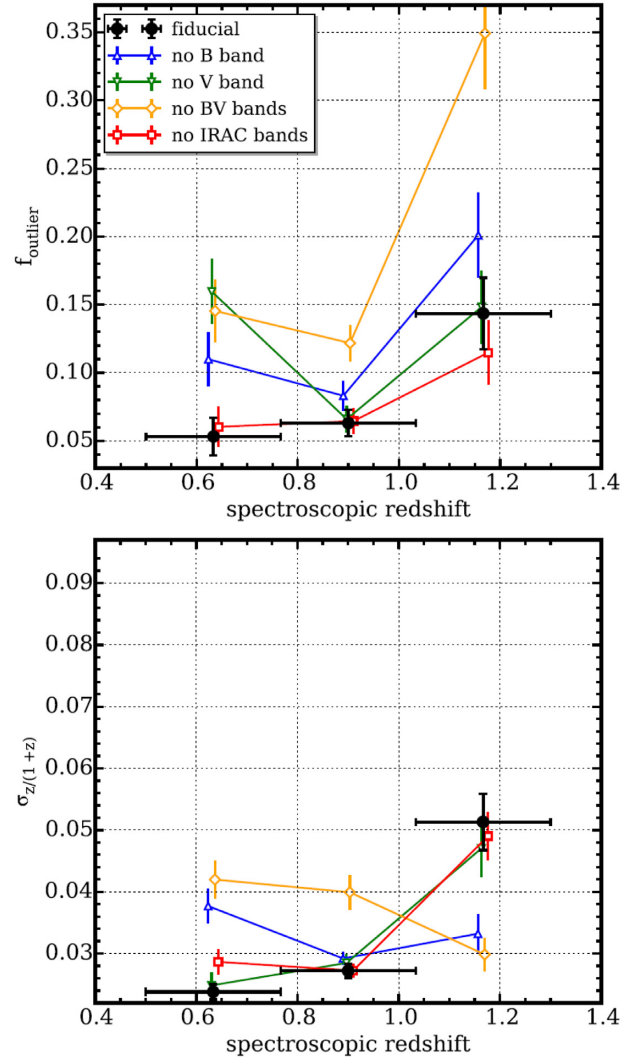 0.35
0.30
0.25
0.20
0.15
0.10
0.05
f_outlier
fiducial
no B band
no V band
no BV bands
no IRAC bands
0.4 0.6 0.8 1.0 1.2 1.4
spectroscopic redshift
0.09
0.08
0.07
0.06
0.05
0.04
0.03
σ_z/(1+z)
0.4 0.6 0.8 1.0 1.2 1.4
spectroscopic redshift